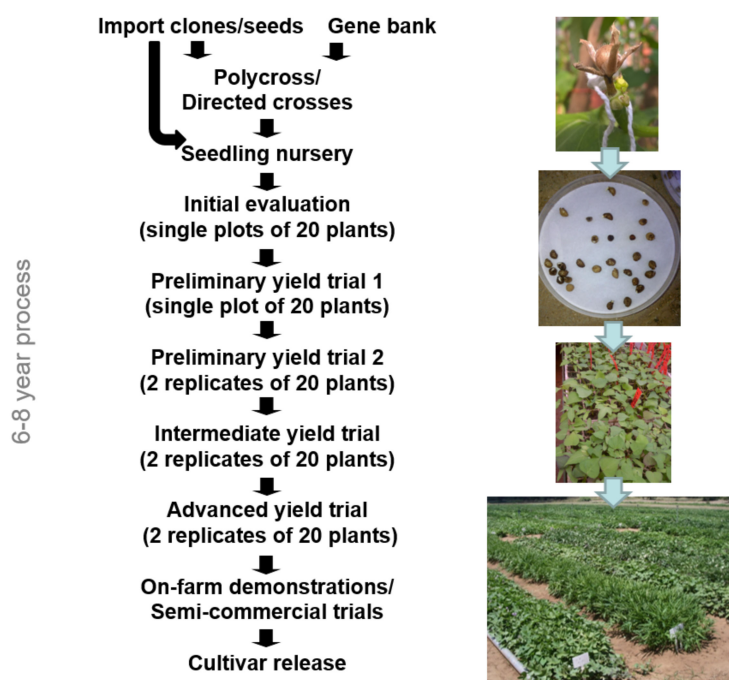 Import clones/seeds Gene bank
Polycross/
Directed crosses
Seedling nursery
Initial evaluation
(single plots of 20 plants)
Preliminary yield trial 1
(single plot of 20 plants)
Preliminary yield trial 2
(2 replicates of 20 plants)
Intermediate yield trial
(2 replicates of 20 plants)
Advanced yield trial
(2 replicates of 20 plants)
On-farm demonstrations/
Semi-commercial trials
Cultivar release
6-8 year process